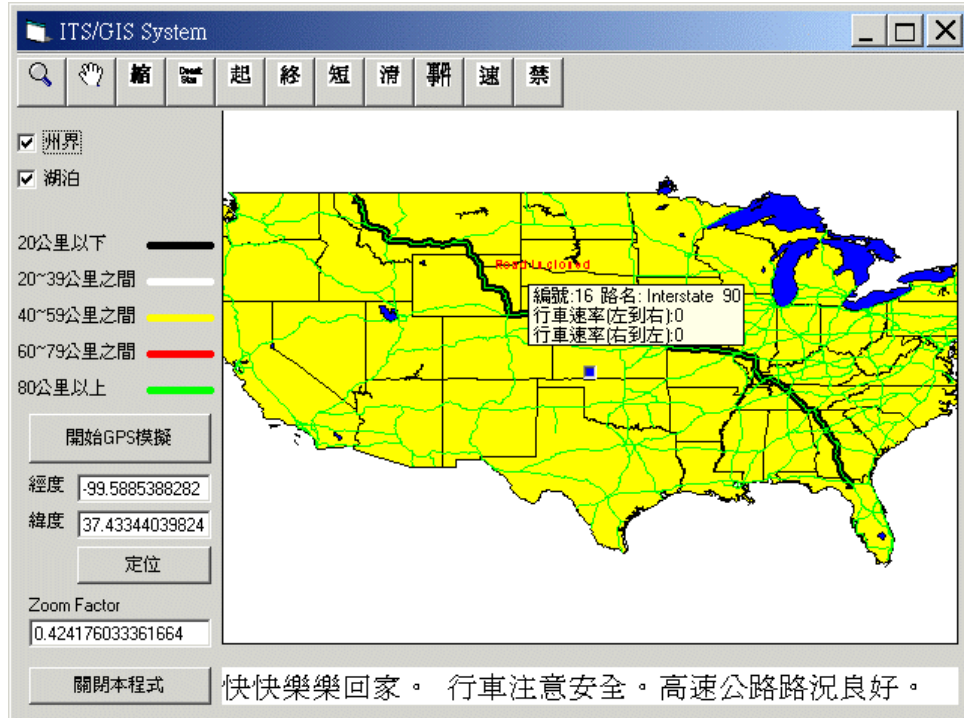 ITS/GIS System
縮 Dead Star 起 終 短 清 事件 速 禁
州界
湖泊
20公里以下
20~39公里之間
40~59公里之間
60~79公里之間
80公里以上
開始GPS模擬
經度 -99.5885388282
緯度 37.43344039824
定位
Zoom Factor
0.424176033361664
關閉本程式
Road is closed
編號:16 路名: Interstate 90
行車速率(左到右):0
行車速率(右到左):0
快快樂樂回家。 行車注意安全。高速公路路況良好。